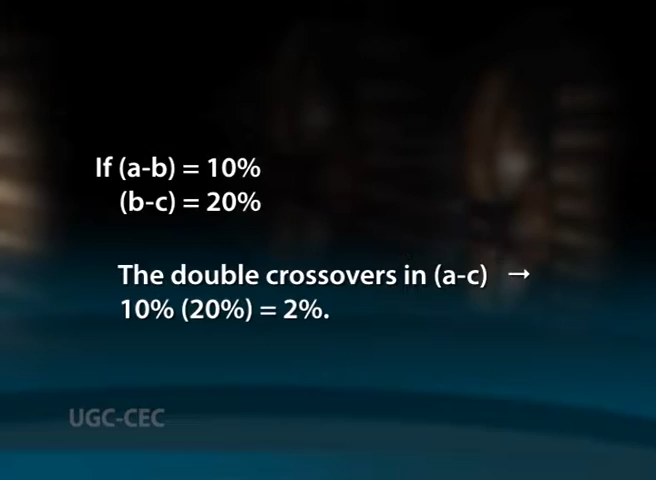 If (a-b) = 10%
(b-c) = 20%
The double crossovers in (a-c) →
10% (20%) = 2%.
UGC-CEC